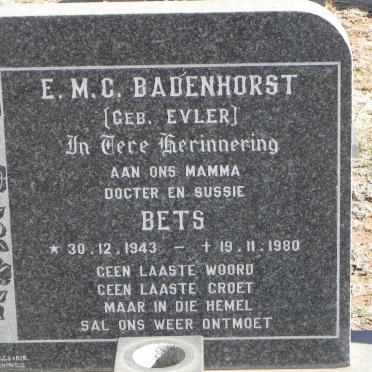 E. M. C. BADENHORST
[GEB. EVLER]
In Tere Herinnering
AAN ONS MAMMA
DOCTER EN SUSSIE
BETS
* 30.12.1943 – † 19.11.1980
GEEN LAASTE WOORD
GEEN LAASTE GROET
MAAR IN DIE HEMEL
SAL ONS WEER ONTMOET